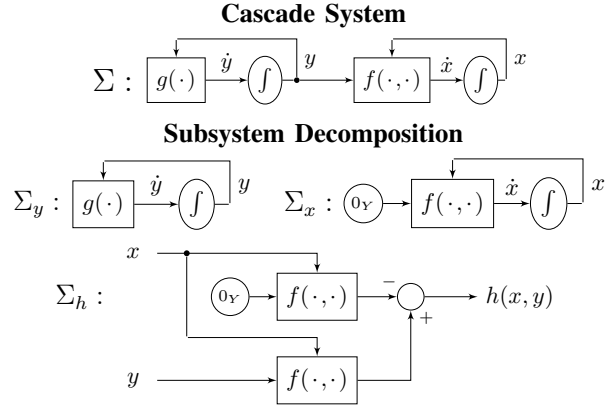 Cascade System
Σ : g(·) ẏ ∫ y f(·,·) ẋ ∫ x
Subsystem Decomposition
Σ_y : g(·) ẏ ∫ y Σ_x : 0_Y f(·,·) ẋ ∫ x
x
Σ_h : 0_Y f(·,·) − h(x, y)
+
y f(·,·)